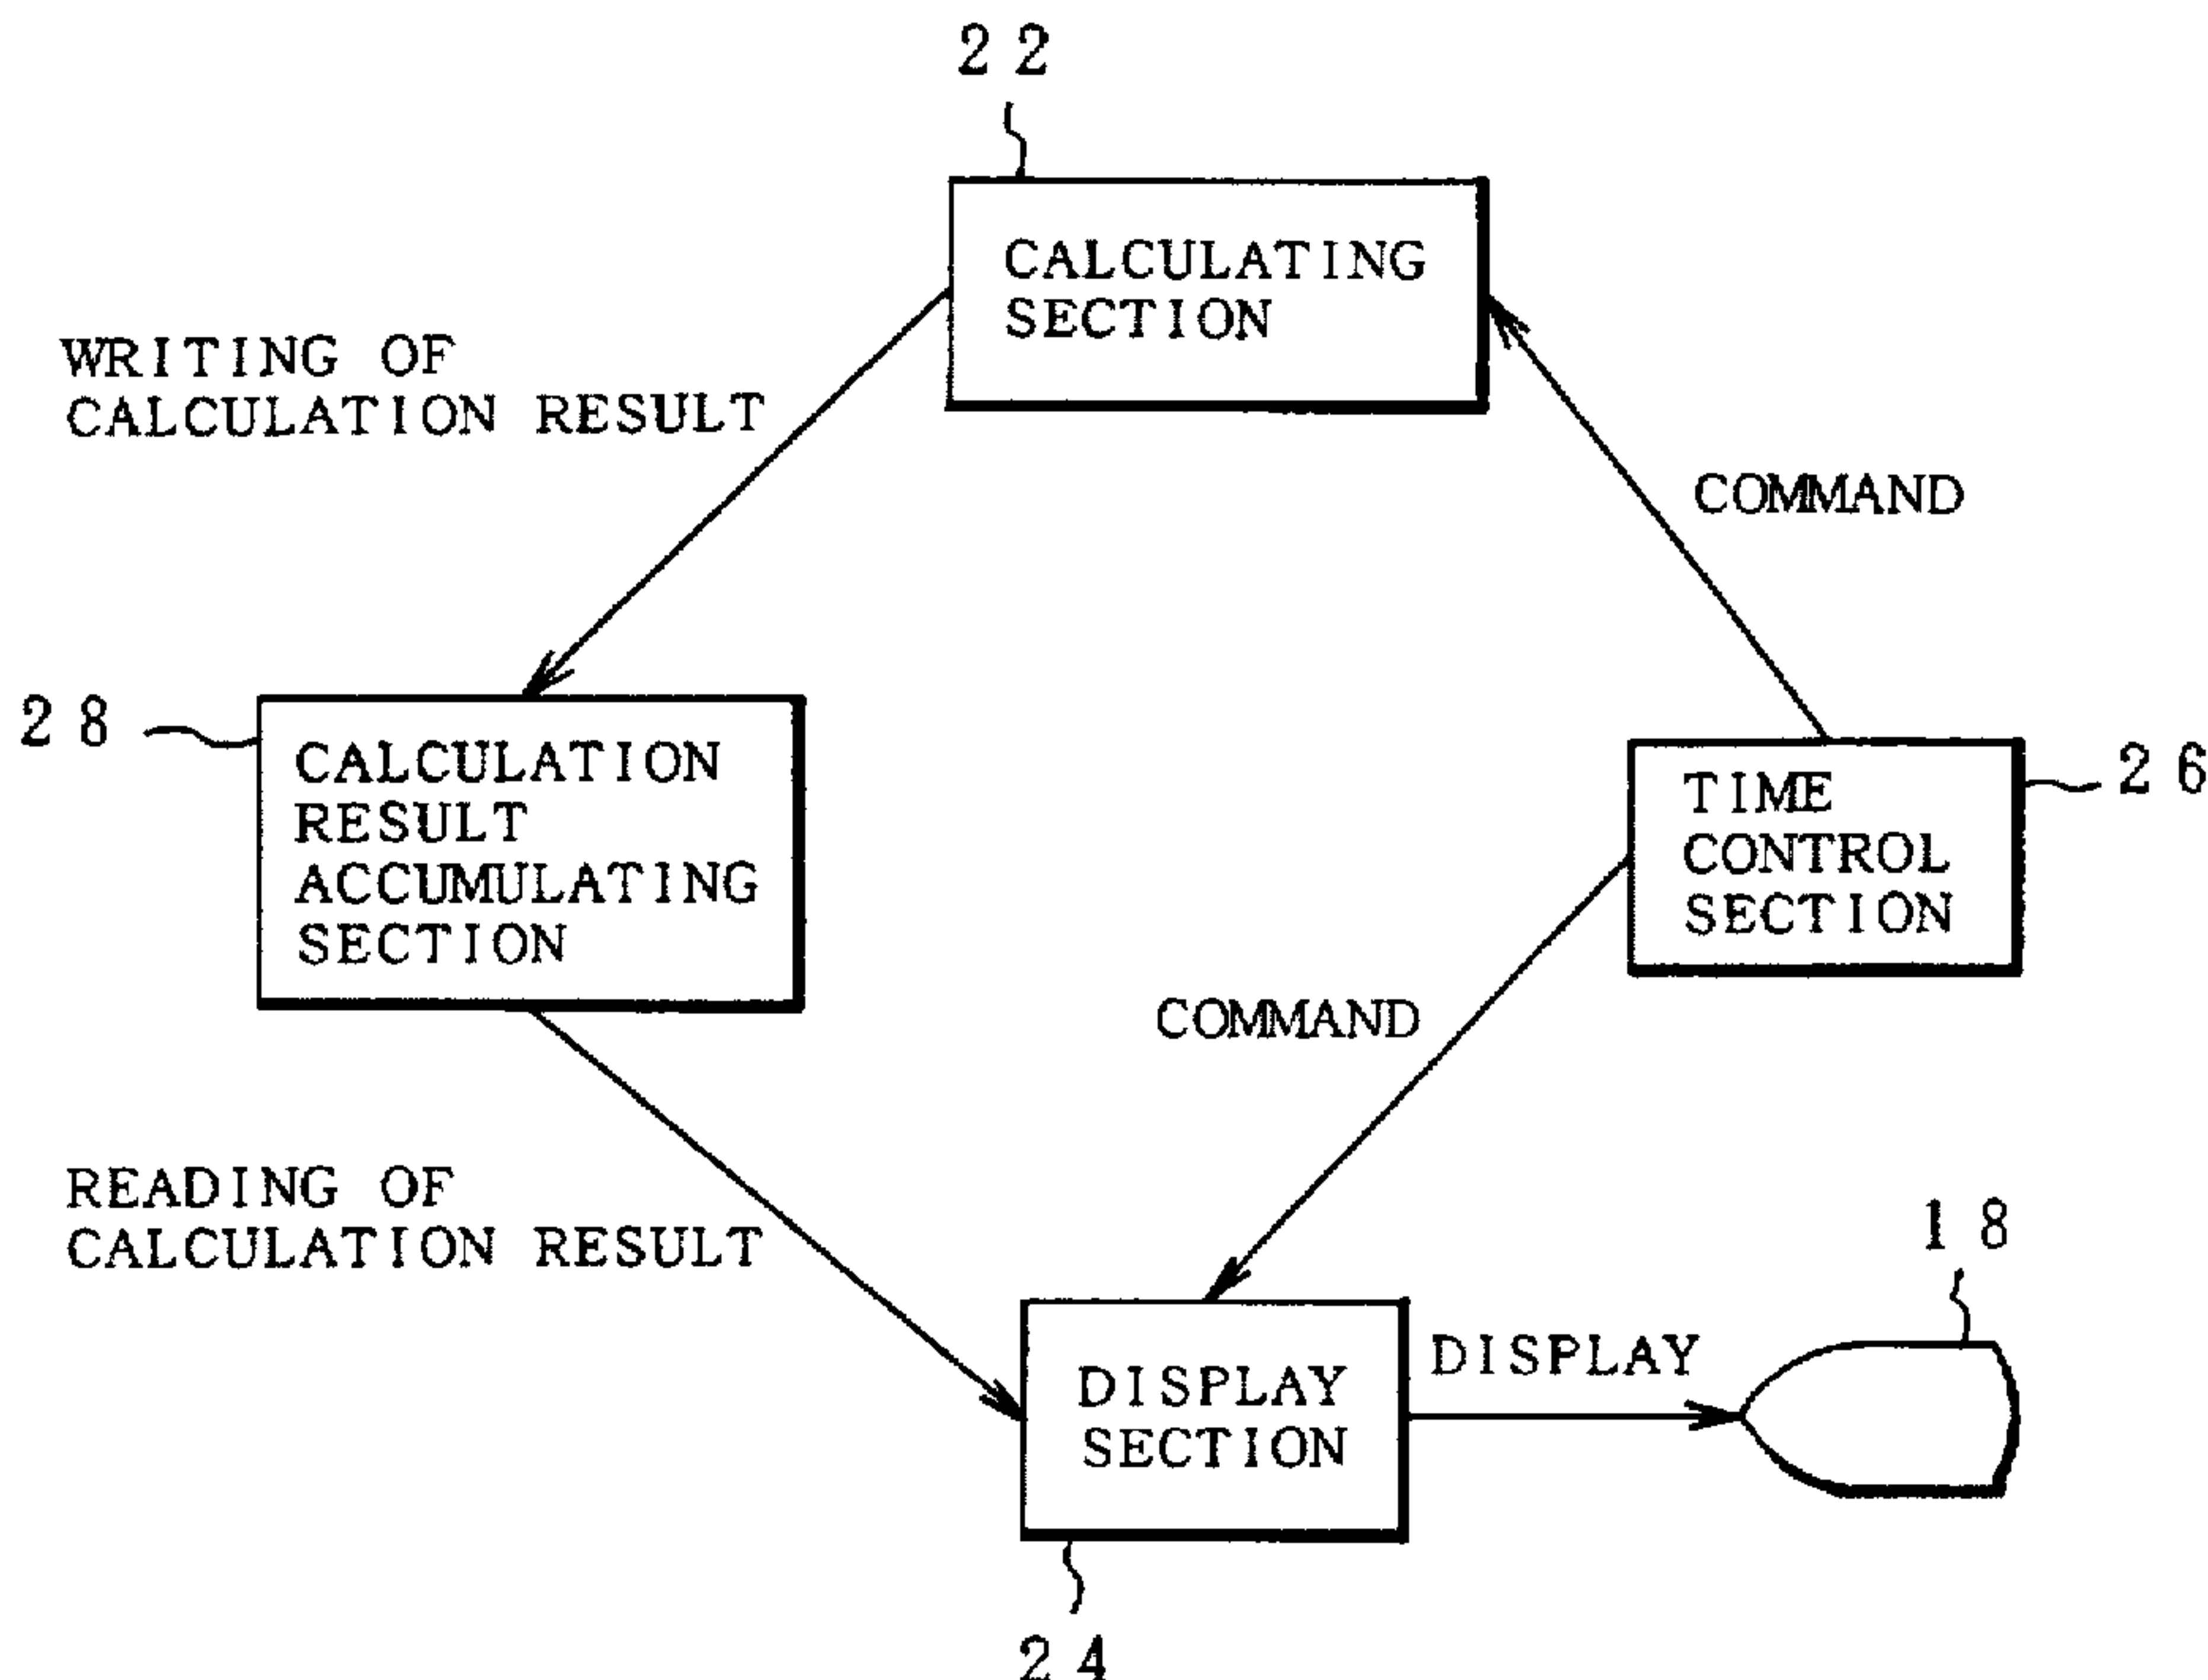 22
CALCULATING
SECTION
WRITING OF
CALCULATION RESULT
COMMAND
28
CALCULATION
RESULT
ACCUMULATING
SECTION
TIME
CONTROL
SECTION
26
COMMAND
READING OF
CALCULATION RESULT
18
DISPLAY
SECTION
DISPLAY
24